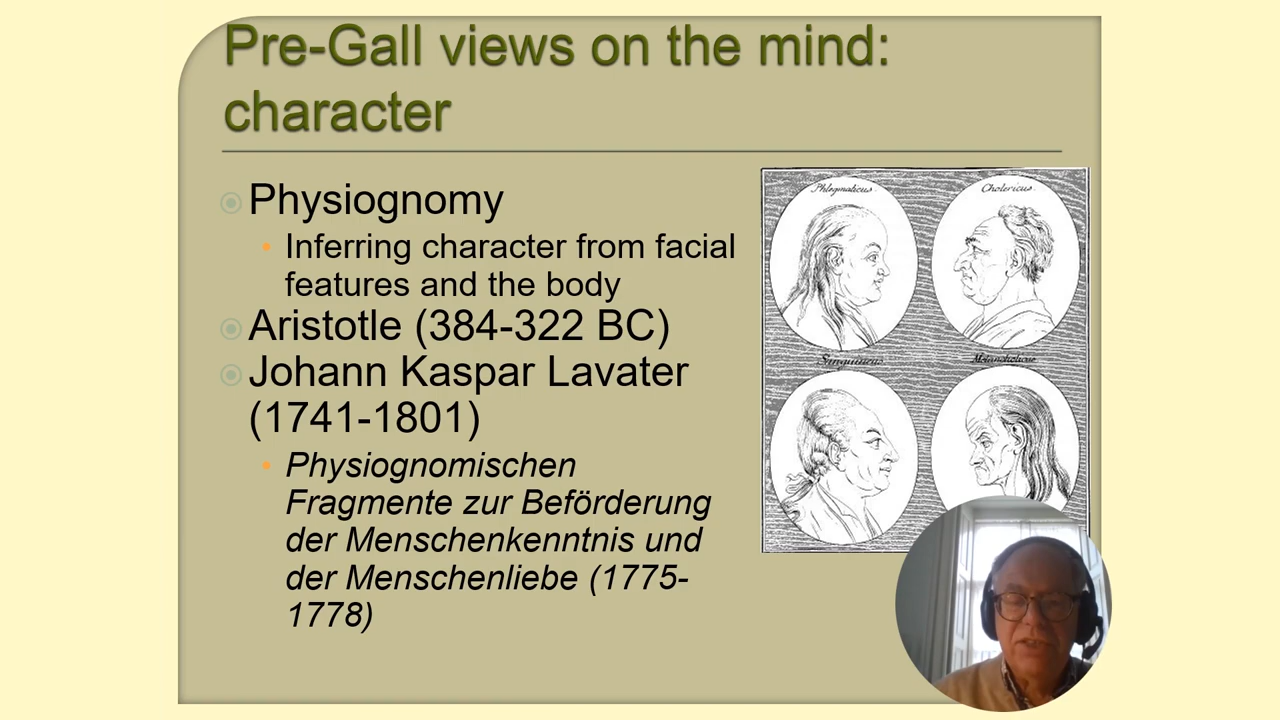 Pre-Gall views on the mind:
character
Physiognomy
Inferring character from facial
features and the body
Aristotle (384-322 BC)
Johann Kaspar Lavater
(1741-1801)
Physiognomischen
Fragmente zur Beförderung
der Menschenkenntnis und
der Menschenliebe (1775-
1778)
Phlegmaticus.
Cholericus.
Sanguineus.
Melancholicus